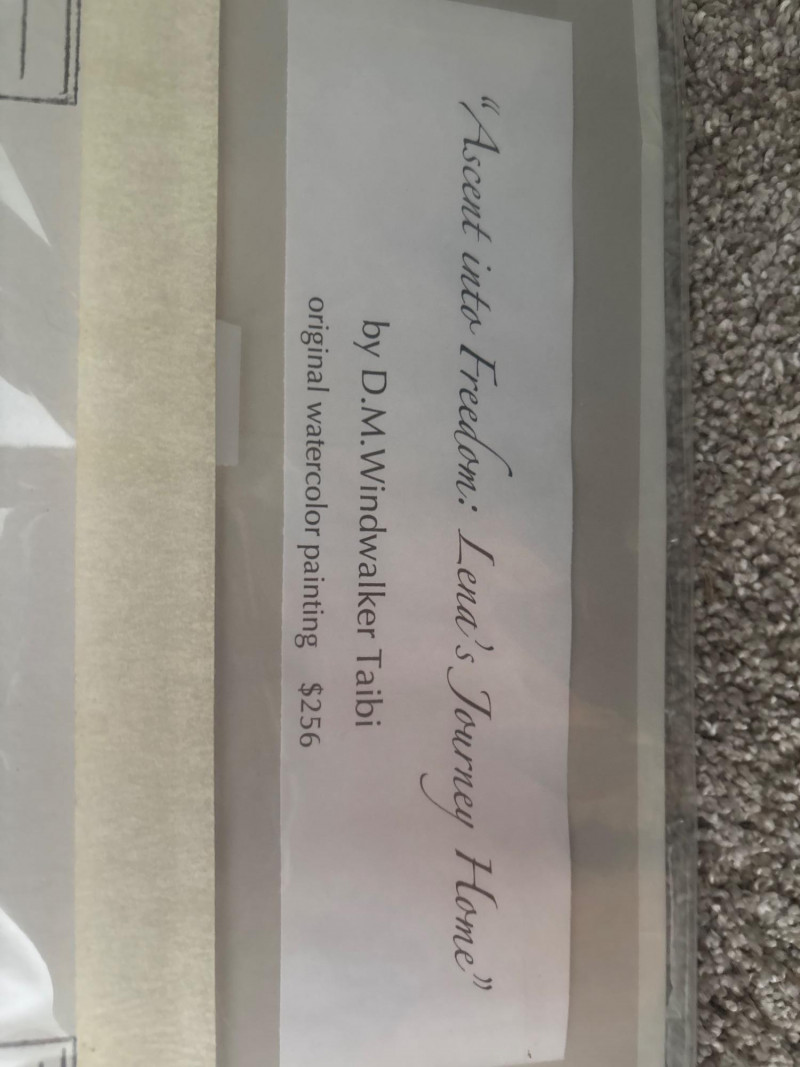 “Ascent into Freedom: Lena's Journey Home”
by D.M.Windwalker Taibi
original watercolor painting $256